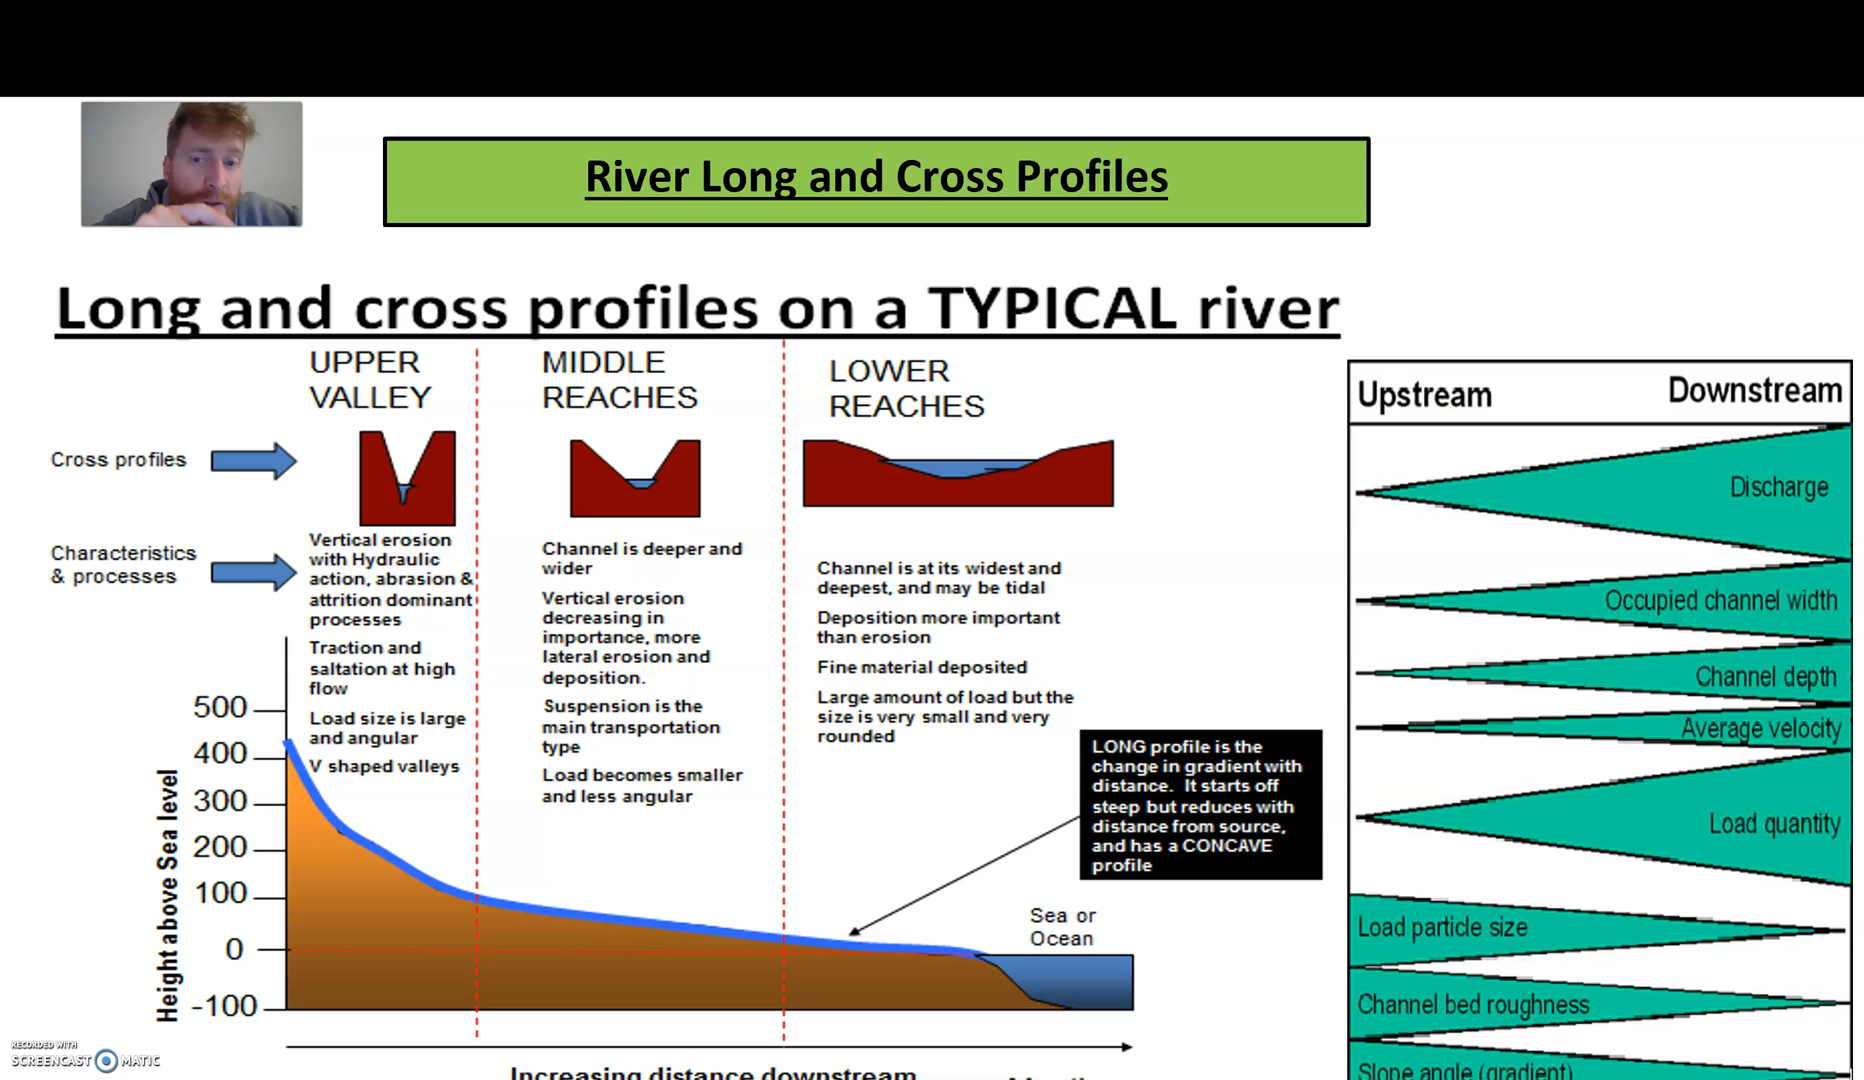 River Long and Cross Profiles
Long and cross profiles on a TYPICAL river
UPPER
VALLEY
MIDDLE
REACHES
LOWER
REACHES
Cross profiles
Characteristics
& processes
Vertical erosion
with Hydraulic
action, abrasion &
attrition dominant
processes
Traction and
saltation at high
flow
Load size is large
and angular
V shaped valleys
Channel is deeper and
wider
Vertical erosion
decreasing in
importance, more
lateral erosion and
deposition.
Suspension is the
main transportation
type
Load becomes smaller
and less angular
Channel is at its widest and
deepest, and may be tidal
Deposition more important
than erosion
Fine material deposited
Large amount of load but the
size is very small and very
rounded
LONG profile is the
change in gradient with
distance. It starts off
steep but reduces with
distance from source,
and has a CONCAVE
profile
Sea or
Ocean
Height above Sea level
500
400
300
200
100
0
-100
Increasing distance downstream
Upstream
Downstream
Discharge
Occupied channel width
Channel depth
Average velocity
Load quantity
Load particle size
Channel bed roughness
Slope angle (gradient)
RECORDED WITH
SCREENCAST MATIC